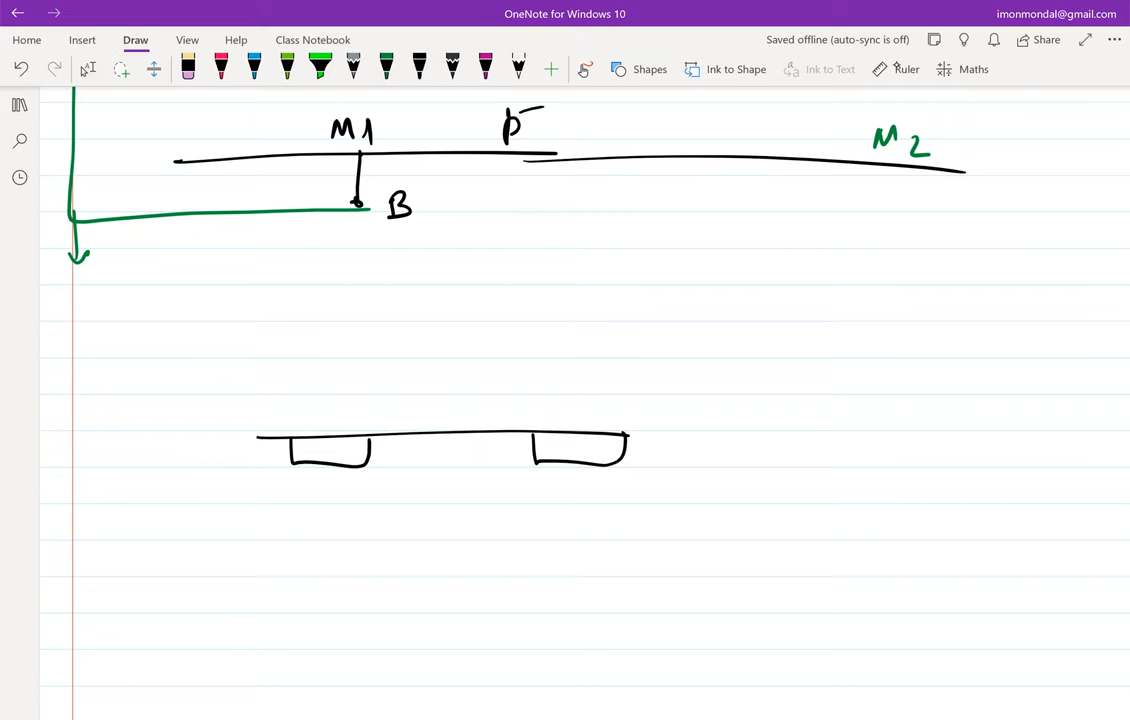 OneNote for Windows 10
imonmondal@gmail.com
Home Insert Draw View Help Class Notebook
Saved offline (auto-sync is off) Share
Shapes Ink to Shape Ink to Text Ruler Maths
M1 p⁻ M2
B